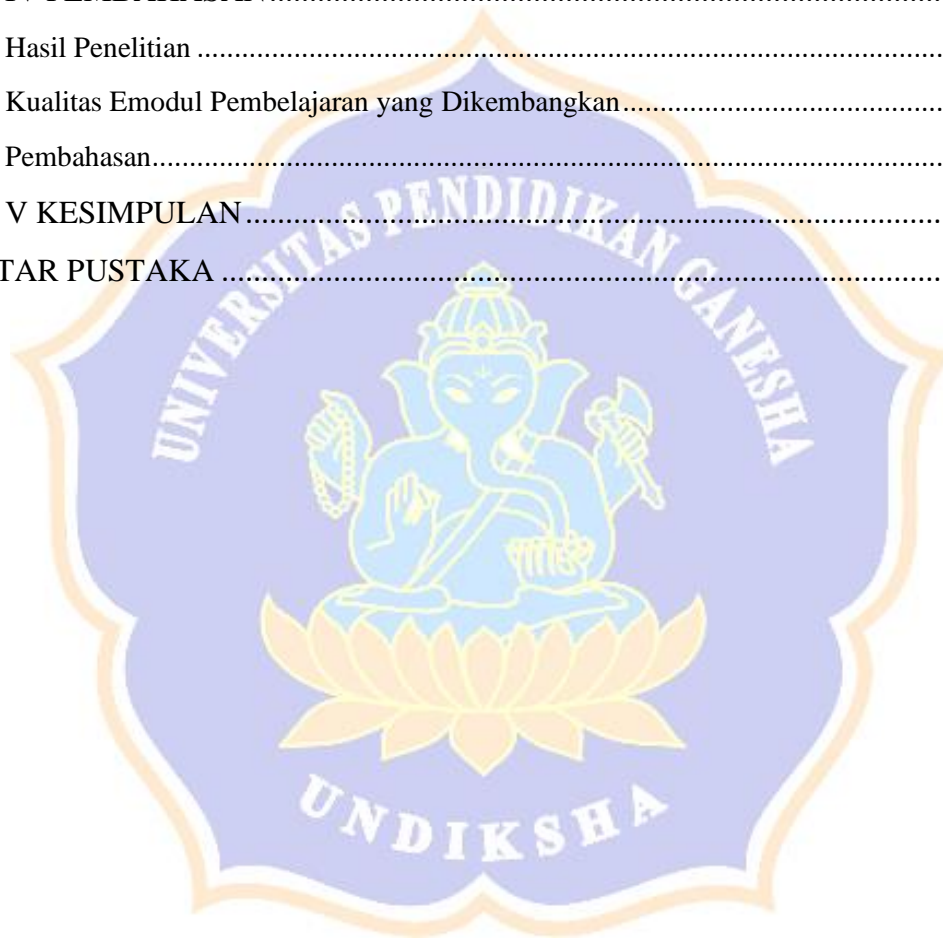 IV PEMBAHASAN
Hasil Penelitian
Kualitas Emodul Pembelajaran yang Dikembangkan
Pembahasan
V KESIMPULAN
TAR PUSTAKA
UNIVERSITAS PENDIDIKAN GANESHA
UNDIKSHA